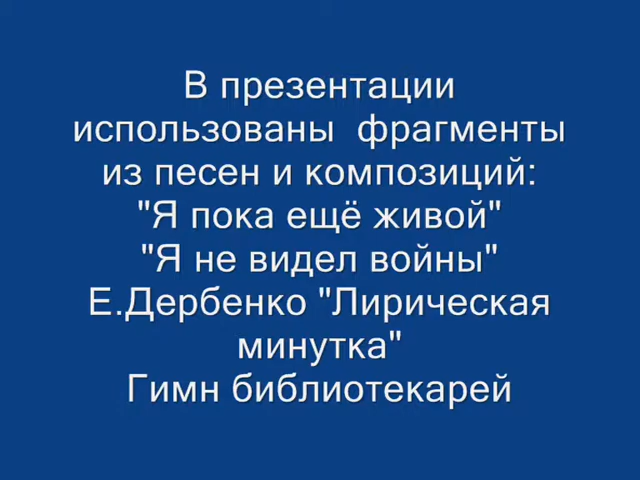 В презентации
использованы фрагменты
из песен и композиций:
"Я пока ещё живой"
"Я не видел войны"
Е.Дербенко "Лирическая
минутка"
Гимн библиотекарей